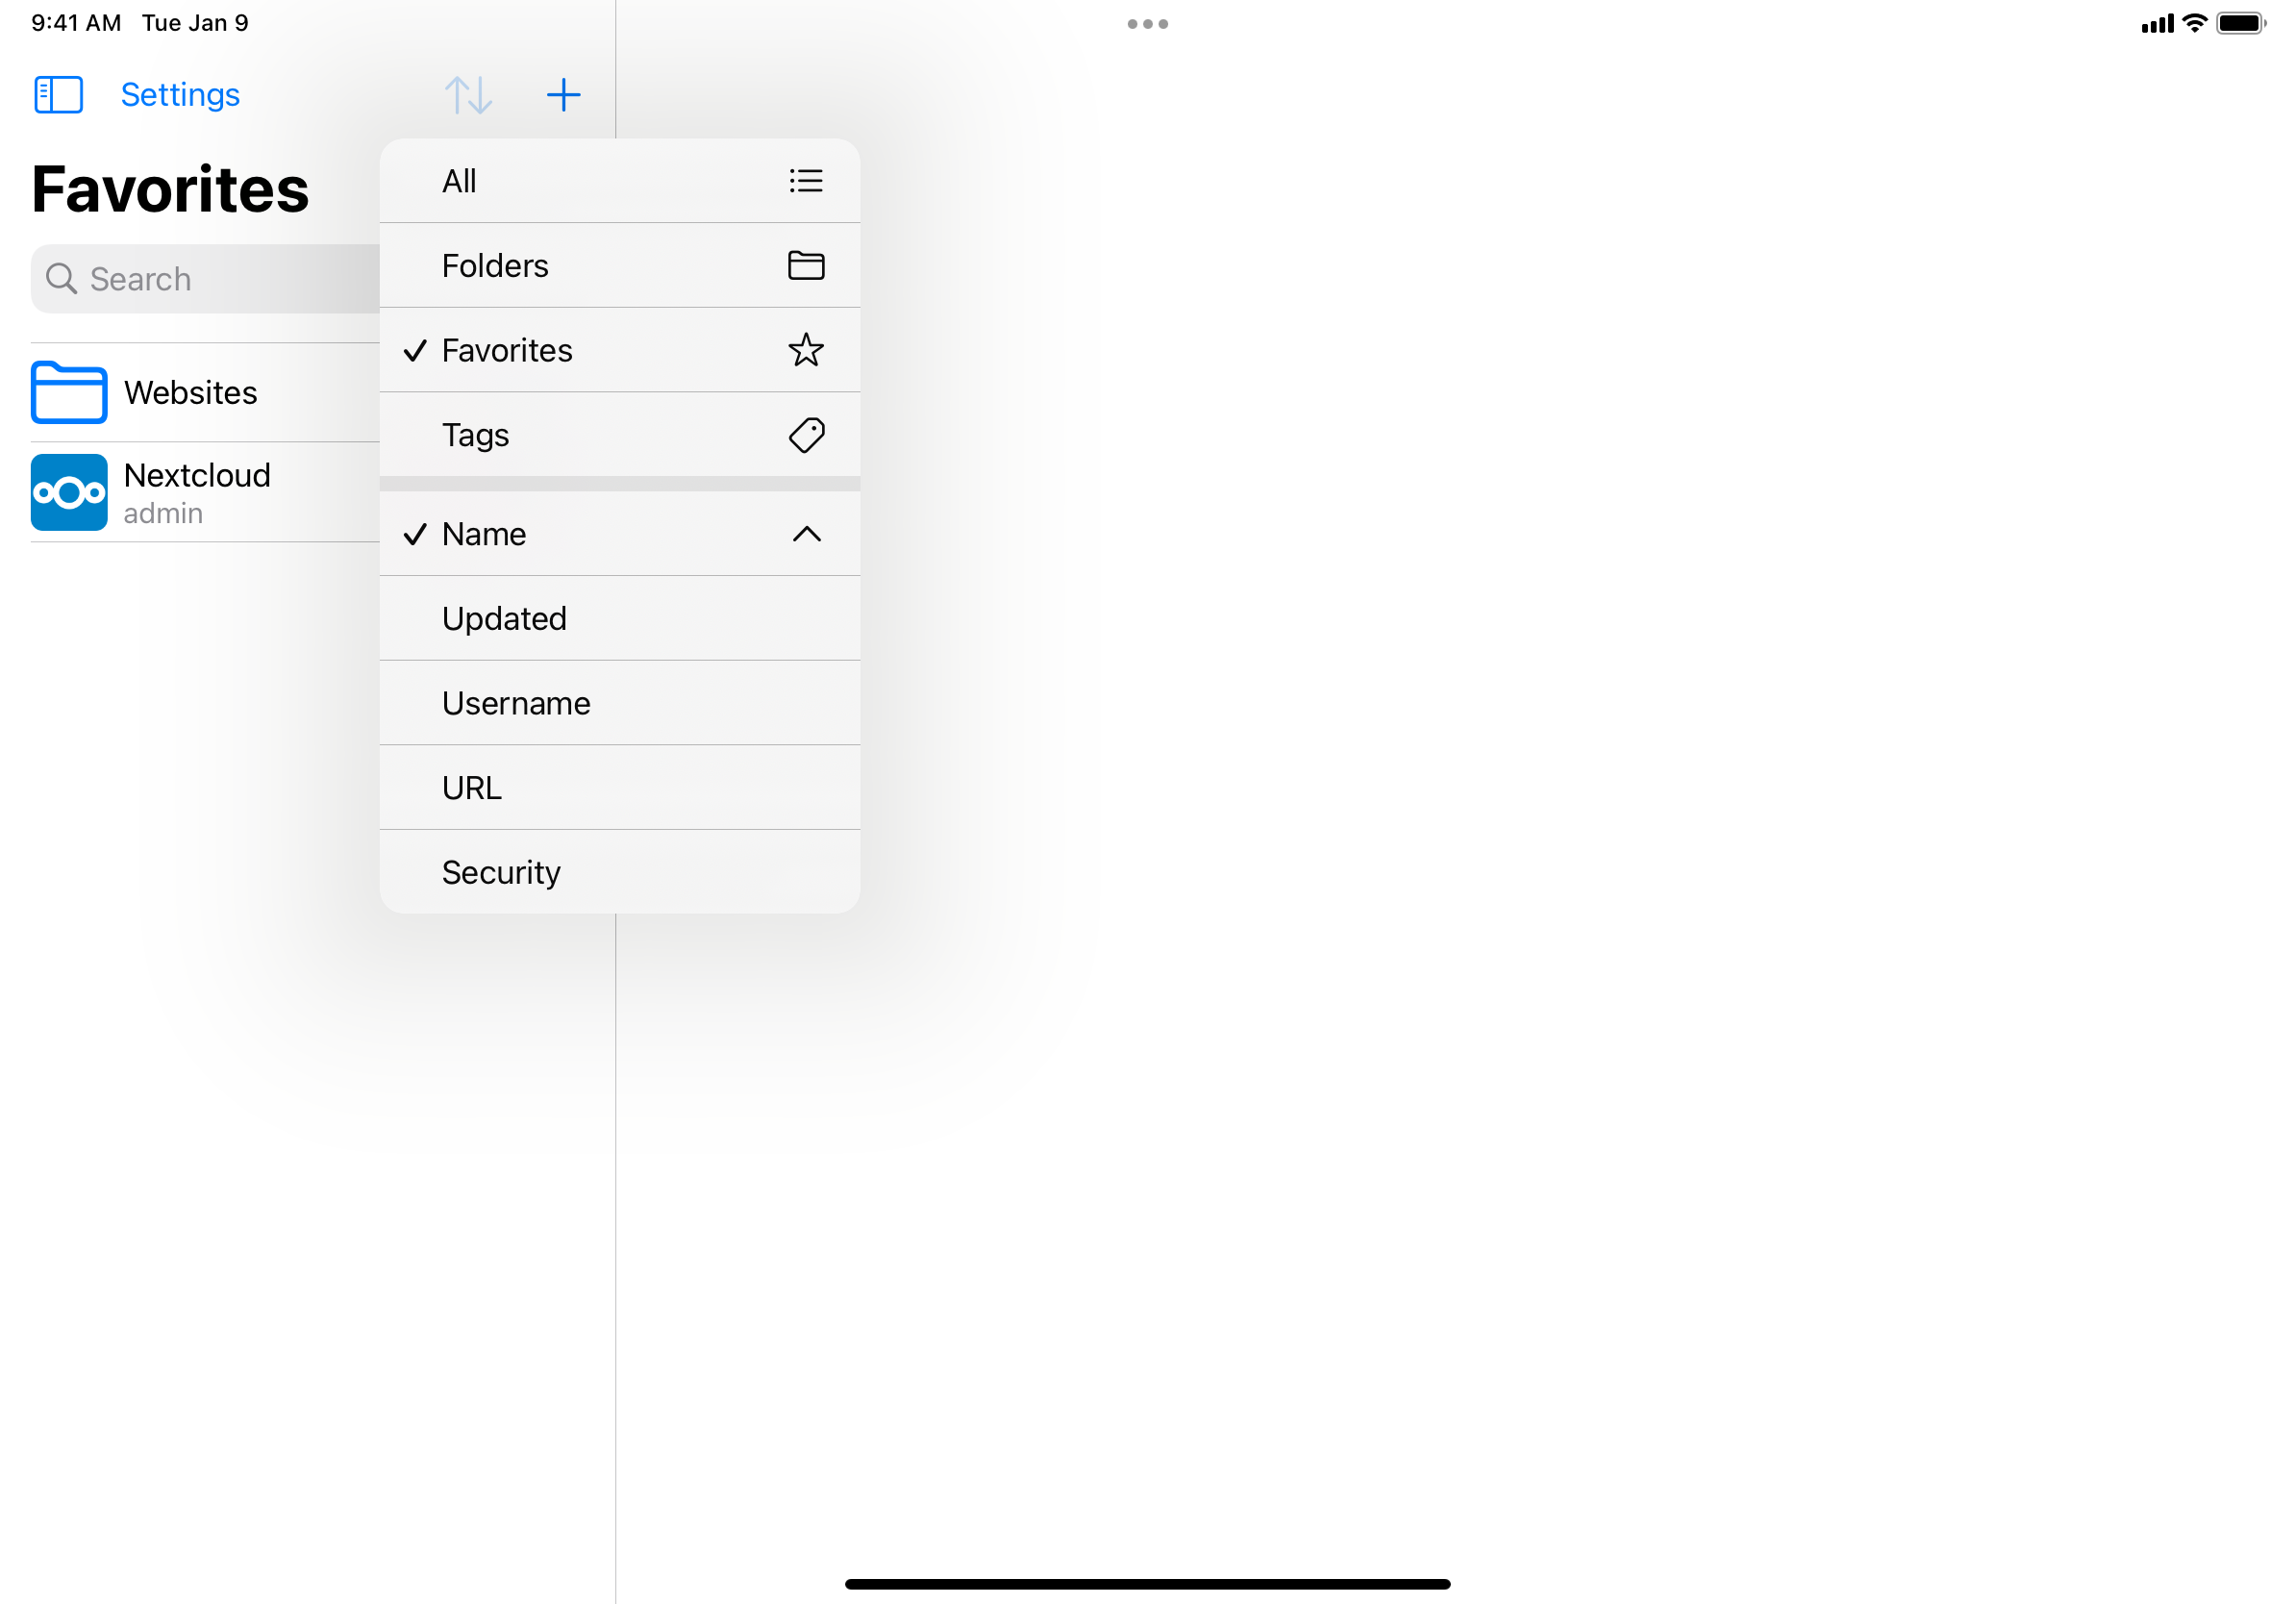 9:41 AM Tue Jan 9
Settings
Favorites
Search
Websites
Nextcloud
admin
All
Folders
Favorites
Tags
Name
Updated
Username
URL
Security